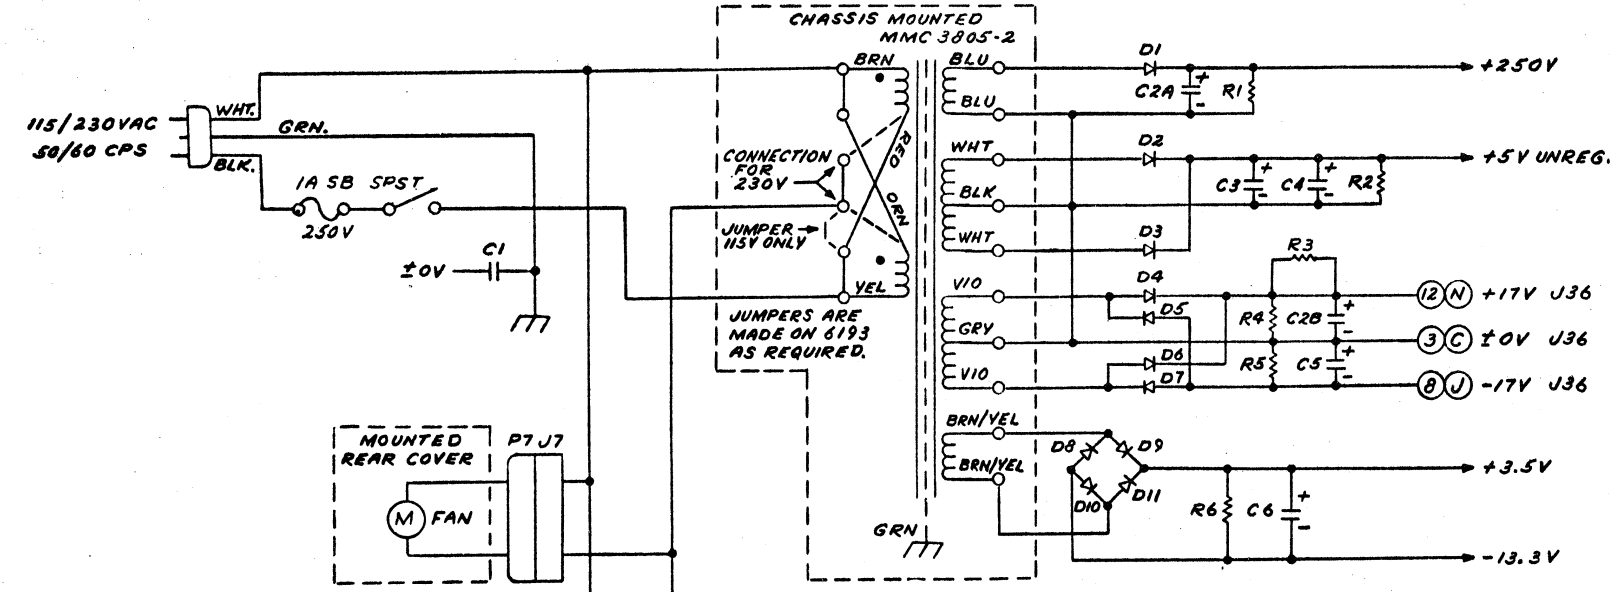 CHASSIS MOUNTED
MMC 3805-2
115/230VAC
50/60 CPS
WHT.
GRN.
BLK.
1A SB
250V
SPST
C1
±0V
BRN
RED
ORN
YEL
CONNECTION
FOR
230V
JUMPER
115V ONLY
JUMPERS ARE
MADE ON 6193
AS REQUIRED.
GRN
BLU
BLU
WHT
BLK
WHT
VIO
GRY
VIO
BRN/YEL
BRN/YEL
D1
C2A
+
-
R1
+250V
D2
D3
C3
+
-
C4
+
-
R2
+5V UNREG.
D4
D5
D6
D7
R3
R4
C2B
+
-
R5
C5
+
-
12 N +17V J36
3 C ±0V J36
8 J -17V J36
D8
D9
D10
D11
R6
C6
+
-
+3.5V
-13.3V
MOUNTED
REAR COVER
M
FAN
P7 J7